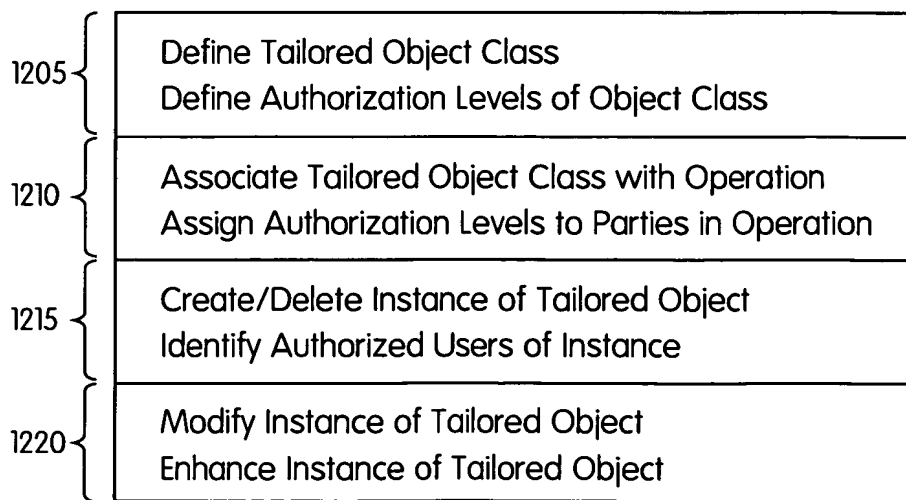 1205
Define Tailored Object Class
Define Authorization Levels of Object Class
1210
Associate Tailored Object Class with Operation
Assign Authorization Levels to Parties in Operation
1215
Create/Delete Instance of Tailored Object
Identify Authorized Users of Instance
1220
Modify Instance of Tailored Object
Enhance Instance of Tailored Object